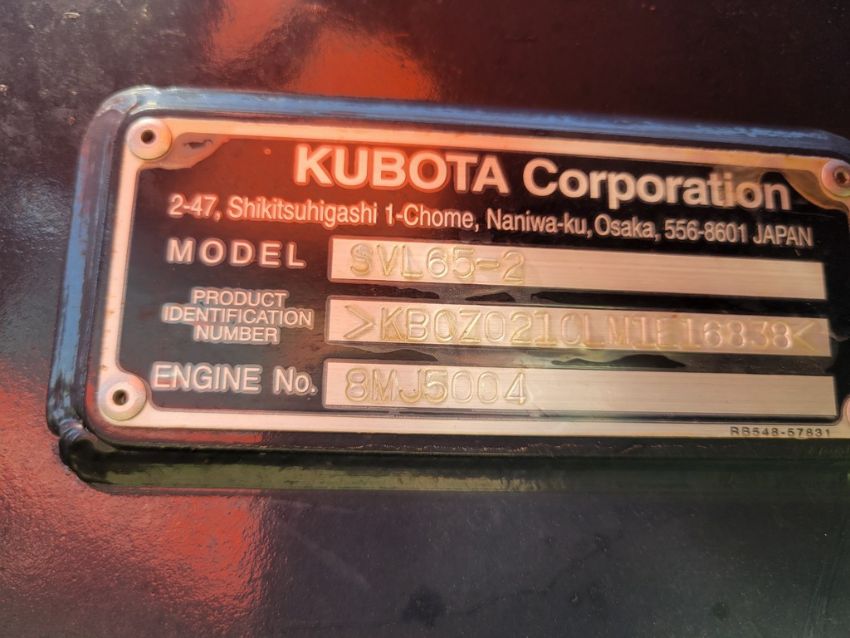 KUBOTA Corporation
2-47, Shikitsuhigashi 1-Chome, Naniwa-ku, Osaka, 556-8601 JAPAN
MODEL SVL65-2
PRODUCT
IDENTIFICATION
NUMBER >KBCZ021CLM1E16838<
ENGINE No. 8MJ5004
RB548-57831